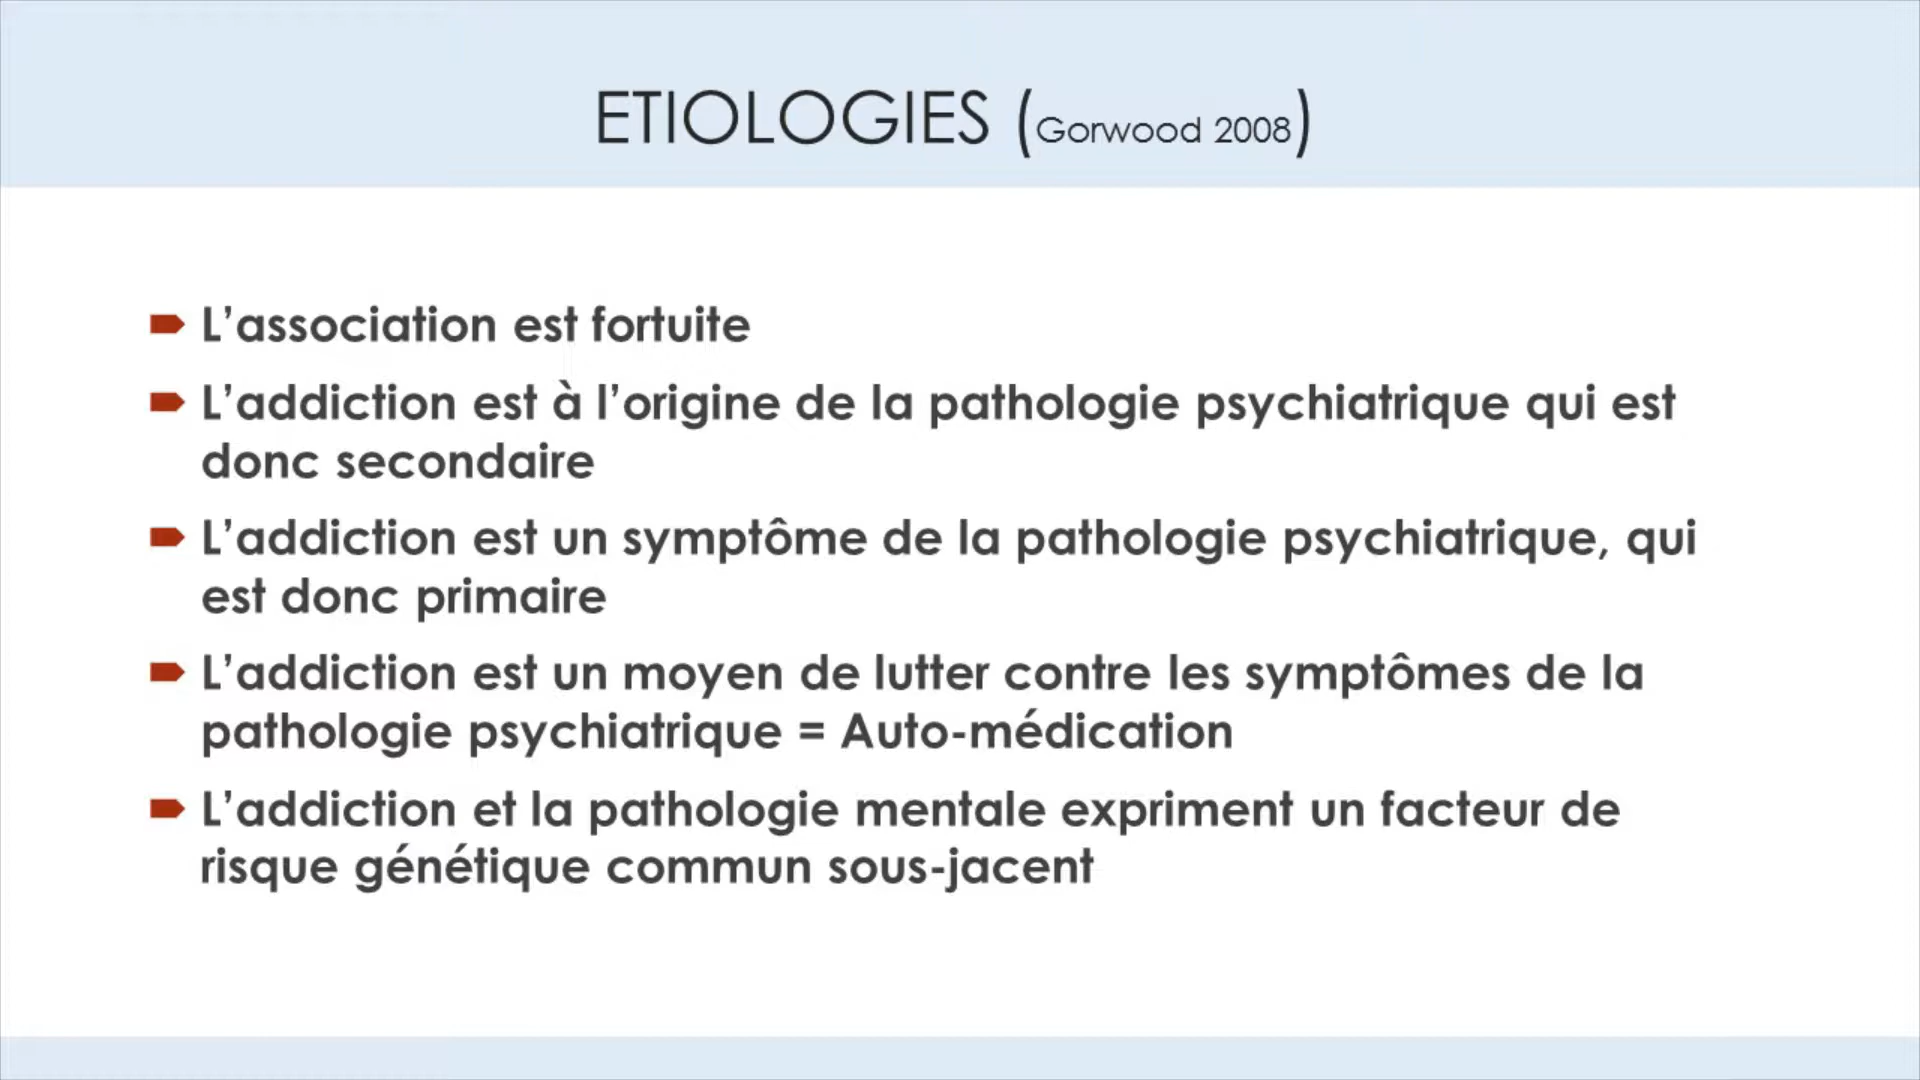 ETIOLOGIES (Gorwood 2008)
L’association est fortuite
L’addiction est à l’origine de la pathologie psychiatrique qui est
donc secondaire
L’addiction est un symptôme de la pathologie psychiatrique, qui
est donc primaire
L’addiction est un moyen de lutter contre les symptômes de la
pathologie psychiatrique = Auto-médication
L’addiction et la pathologie mentale expriment un facteur de
risque génétique commun sous-jacent